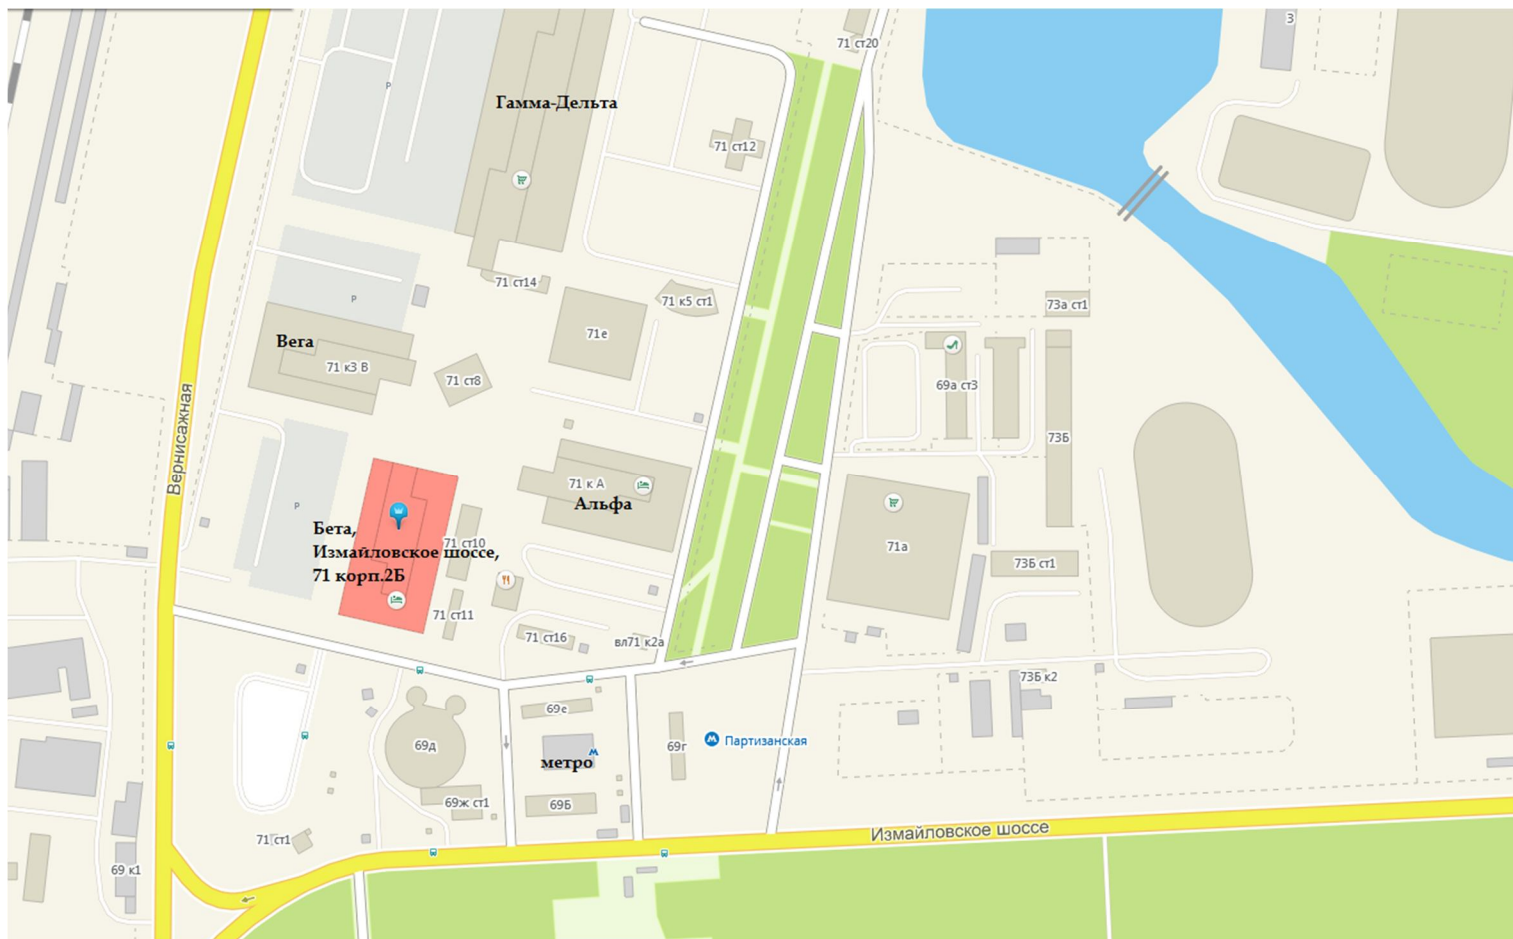 3
71 ст20
P
Гамма-Дельта
71 ст12
71 ст14
71 к5 ст1
P
71е
73а ст1
Вега
71 к3 В
71 ст8
69а ст3
Вернисажная
73Б
71 к А
Альфа
P
Бета,
Измайловское шоссе,
71 корп.2Б
71 ст10
71а
73Б ст1
71 ст11
71 ст16
вл71 к2а
73Б к2
69е
69д
69г
Партизанская
метро
69ж ст1
69Б
71 ст1
Измайловское шоссе
69 к1